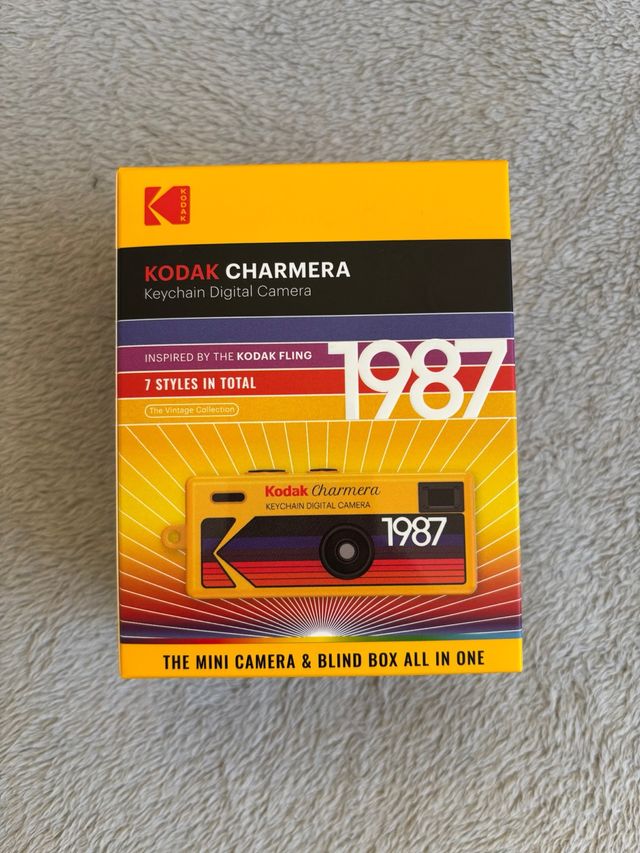 KODAK
KODAK CHARMERA
Keychain Digital Camera
INSPIRED BY THE KODAK FLING
1987
7 STYLES IN TOTAL
The Vintage Collection
Kodak Charmera
KEYCHAIN DIGITAL CAMERA
1987
THE MINI CAMERA & BLIND BOX ALL IN ONE